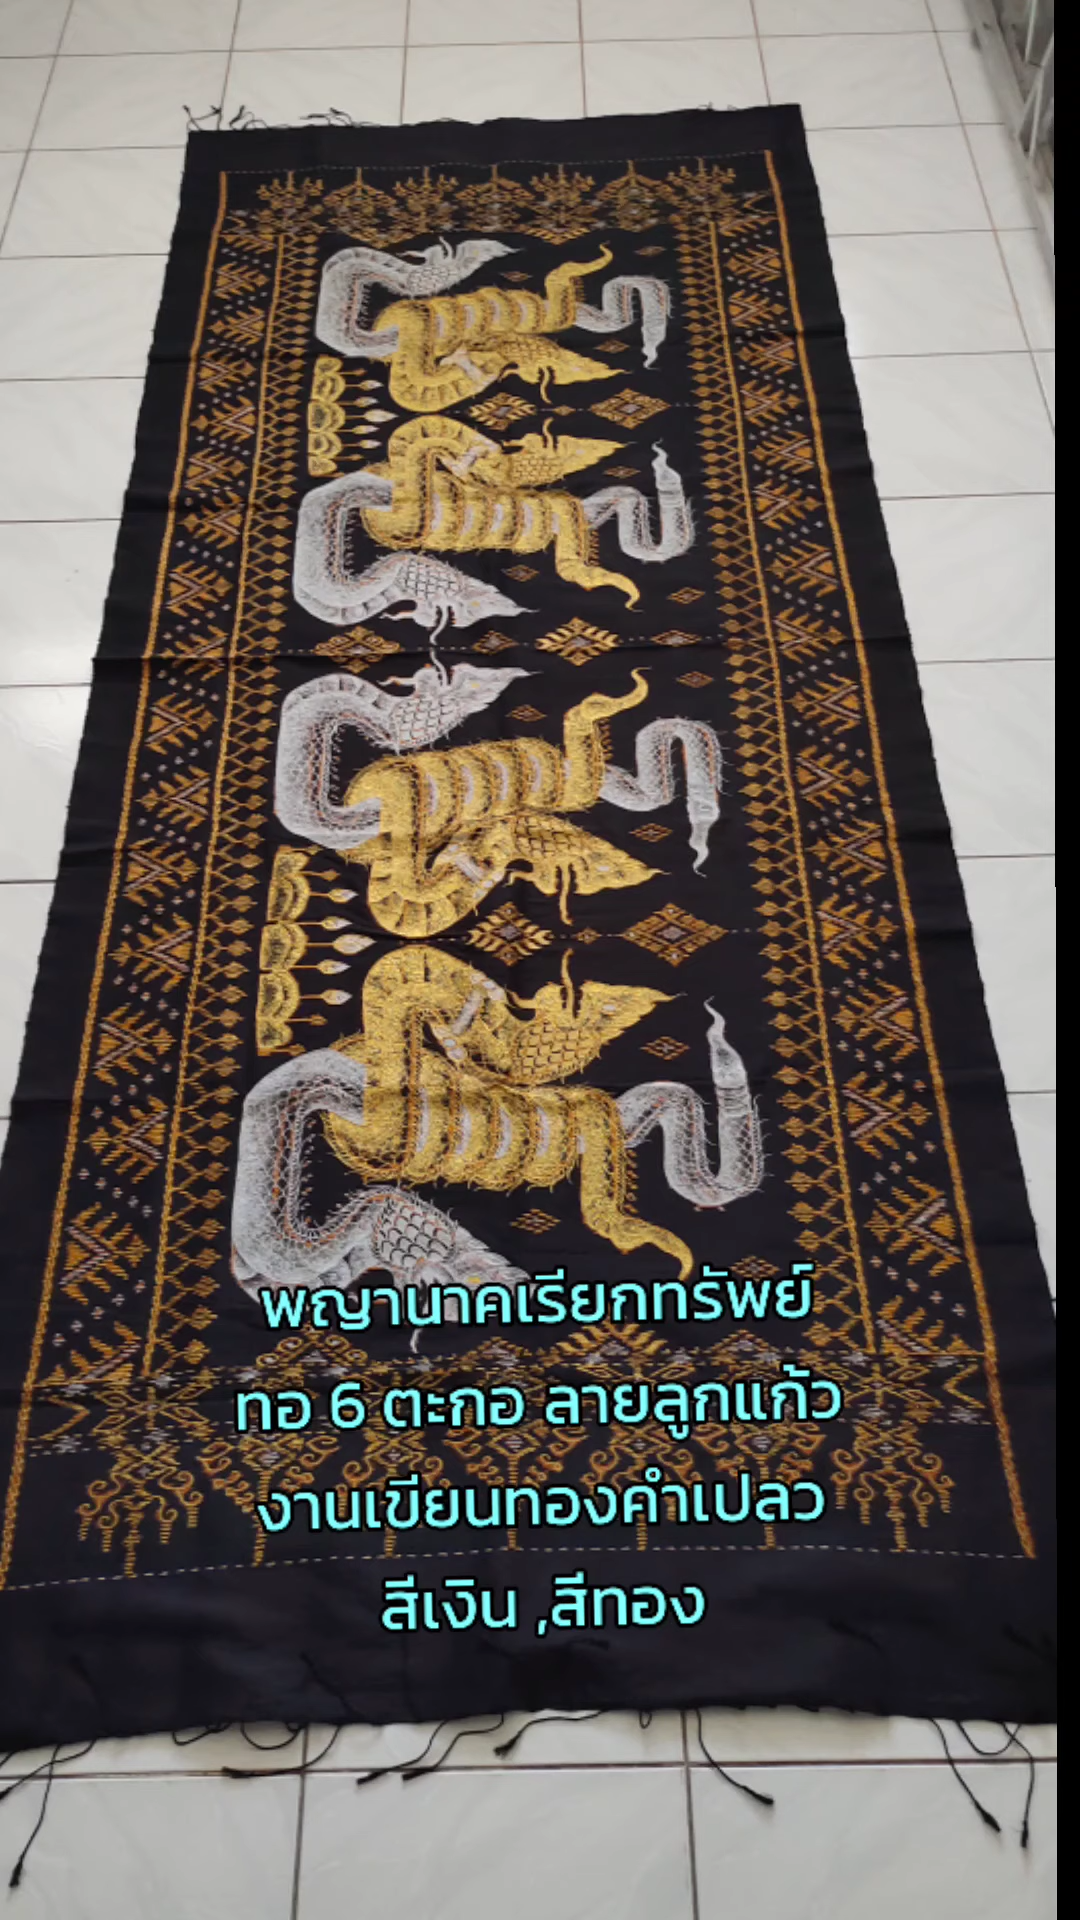 พญานาคเรียกทรัพย์
ทอ 6 ตะกอ ลายลูกแก้ว
งานเขียนทองคำเปลว
สีเงิน ,สีทอง